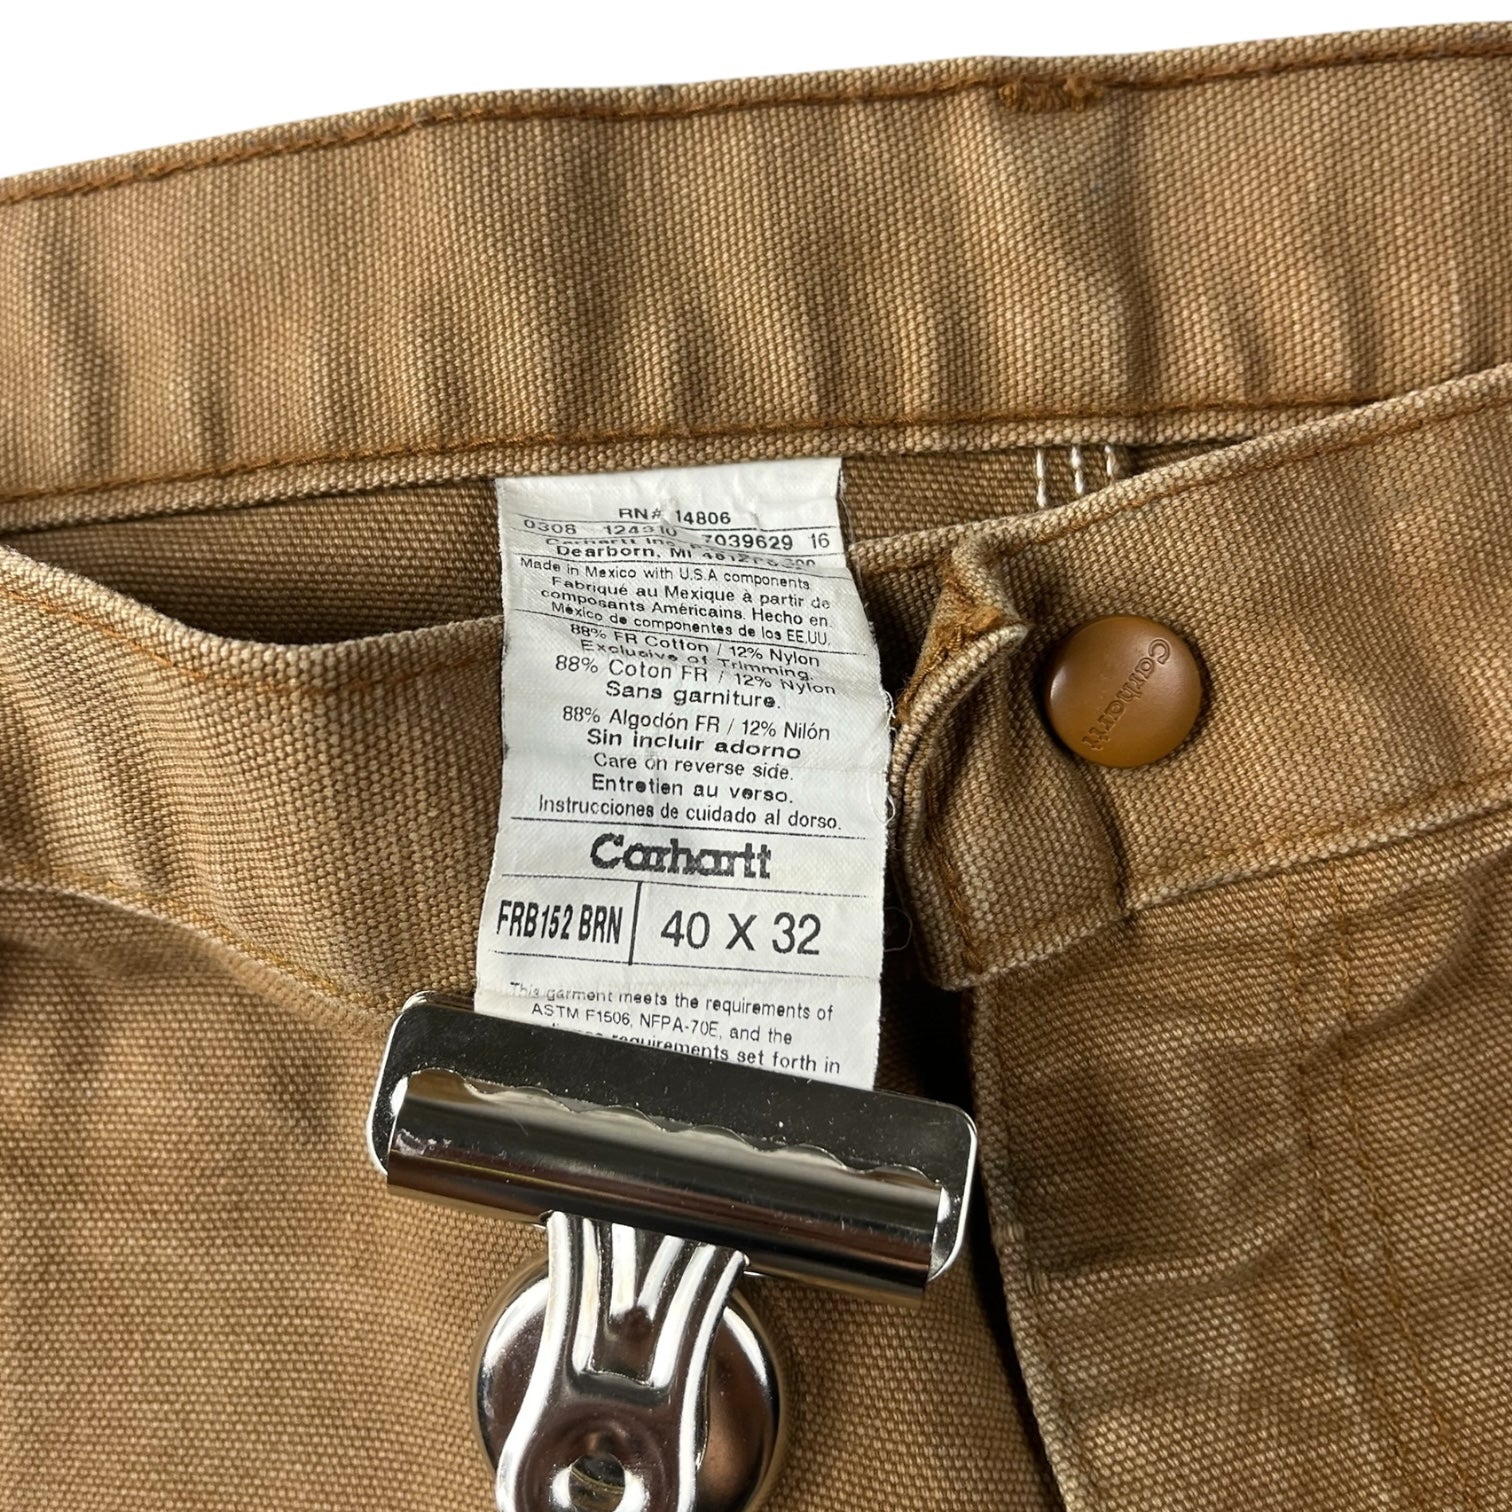 RN# 14806
0308 124310 7039629 16
Carhartt Inc.
Dearborn, MI
Made in Mexico with U.S.A components
Fabriqué au Mexique à partir de
composants Américains. Hecho en
México de componentes de los EE.UU.
88% FR Cotton / 12% Nylon
Exclusive of Trimming.
88% Coton FR / 12% Nylon
Sans garniture.
88% Algodón FR / 12% Nilón
Sin incluir adorno
Care on reverse side.
Entretien au verso.
Instrucciones de cuidado al dorso.
Carhartt
FRB152 BRN 40 X 32
This garment meets the requirements of
ASTM F1506, NFPA-70E, and the
requirements set forth in
Carhartt